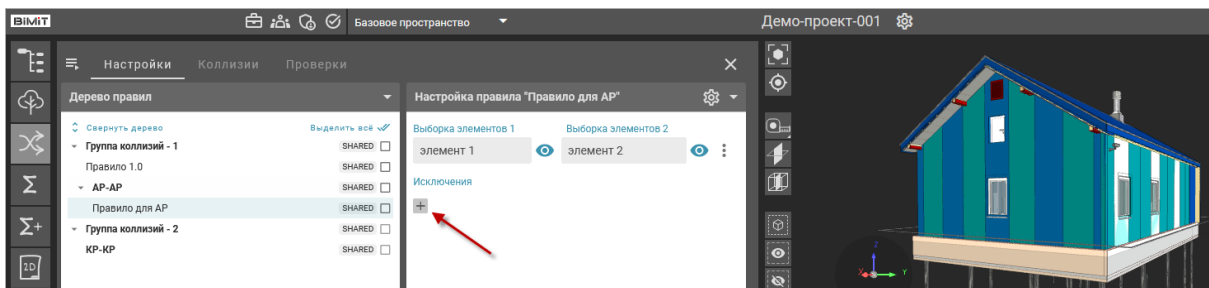 BIMiT
Базовое пространство
Демо-проект-001
Настройки Коллизии Проверки
Дерево правил
Настройка правила "Правило для АР"
Свернуть дерево Выделить всё
Выборка элементов 1 Выборка элементов 2
Группа коллизий - 1 SHARED
элемент 1 элемент 2
Правило 1.0 SHARED
АР-АР SHARED
Исключения
Правило для АР SHARED
+
Группа коллизий - 2 SHARED
КР-КР SHARED
Σ
Σ+
2D
Z
X
Y